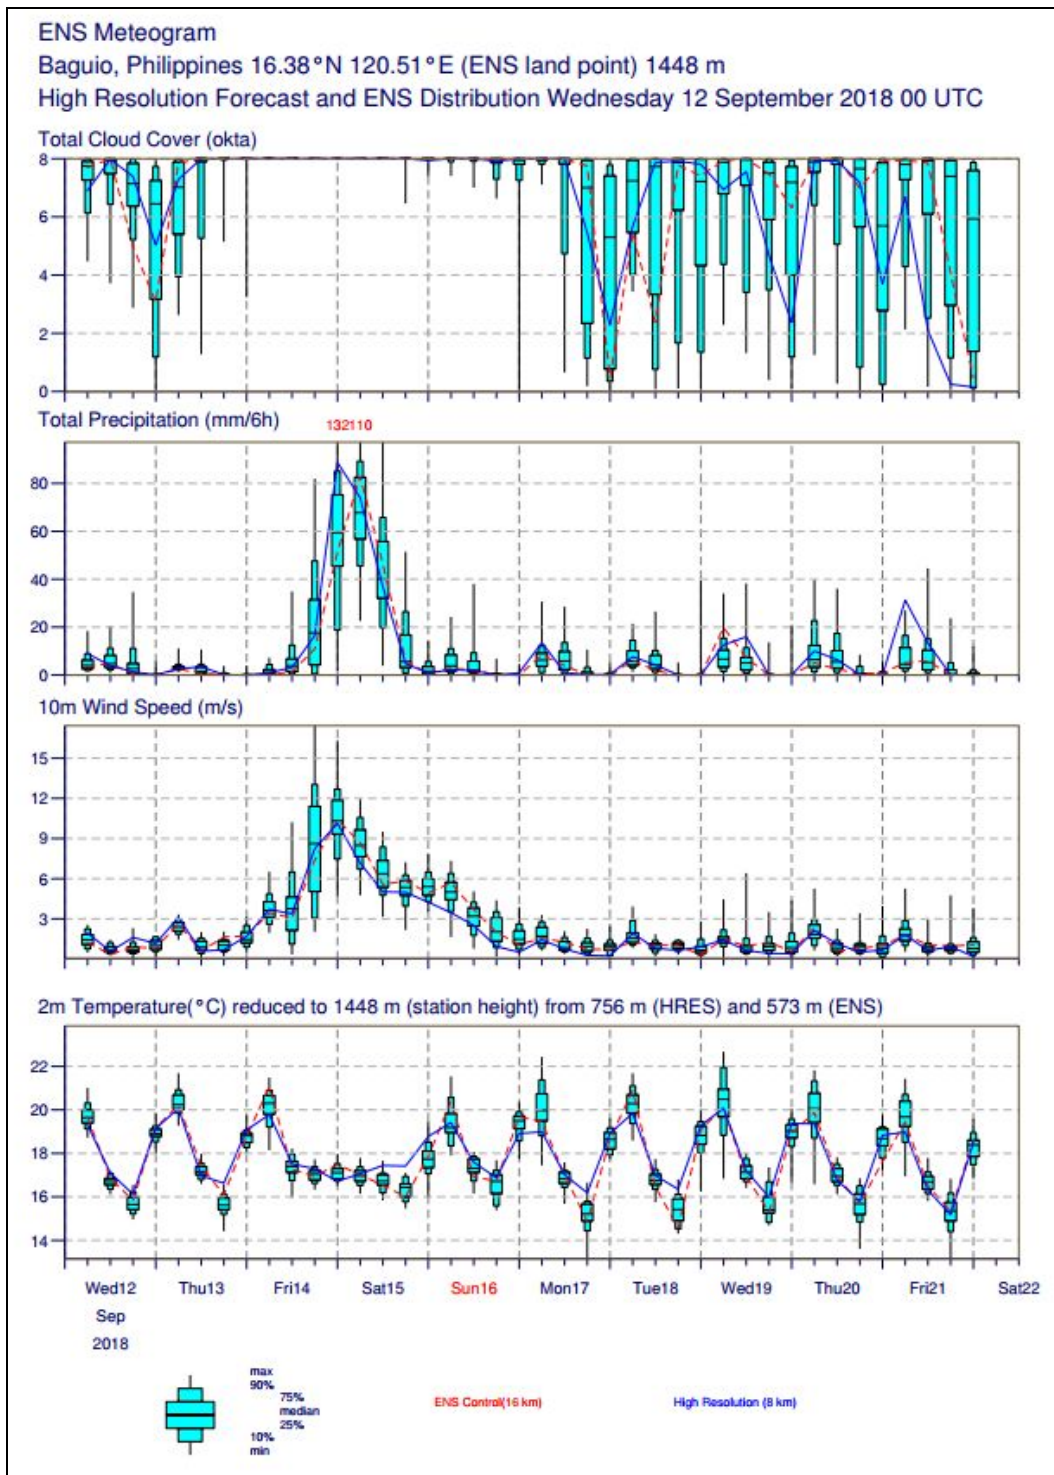 ENS Meteogram
Baguio, Philippines 16.38°N 120.51°E (ENS land point) 1448 m
High Resolution Forecast and ENS Distribution Wednesday 12 September 2018 00 UTC
Total Cloud Cover (okta)
8
6
4
2
0
Total Precipitation (mm/6h)
132110
80
60
40
20
0
10m Wind Speed (m/s)
15
12
9
6
3
2m Temperature(°C) reduced to 1448 m (station height) from 756 m (HRES) and 573 m (ENS)
22
20
18
16
14
Wed12 Thu13 Fri14 Sat15 Sun16 Mon17 Tue18 Wed19 Thu20 Fri21 Sat22
Sep
2018
max
90%
75%
median
25%
10%
min
ENS Control(16 km)
High Resolution (8 km)